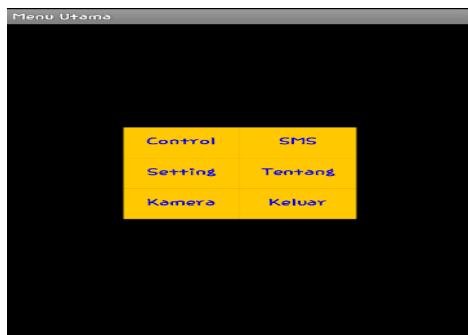 Menu Utama
Control SMS
Setting Tentang
Kamera Keluar